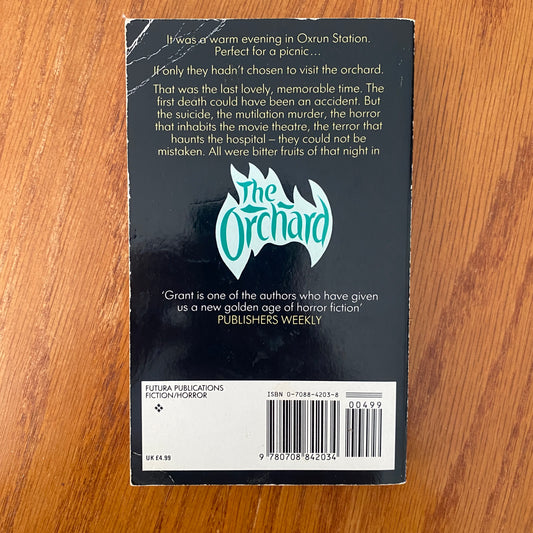 It was a warm evening in Oxrun Station.
Perfect for a picnic...
If only they hadn't chosen to visit the orchard.
That was the last lovely, memorable time. The
first death could have been an accident. But
the suicide, the mutilation murder, the horror
that inhabits the movie theatre, the terror that
haunts the hospital – they could not be
mistaken. All were bitter fruits of that night in
The
Orchard
'Grant is one of the authors who have given
us a new golden age of horror fiction'
PUBLISHERS WEEKLY
FUTURA PUBLICATIONS
FICTION/HORROR
UK £4.99
ISBN 0-7088-4203-8
00499
9 780708 842034